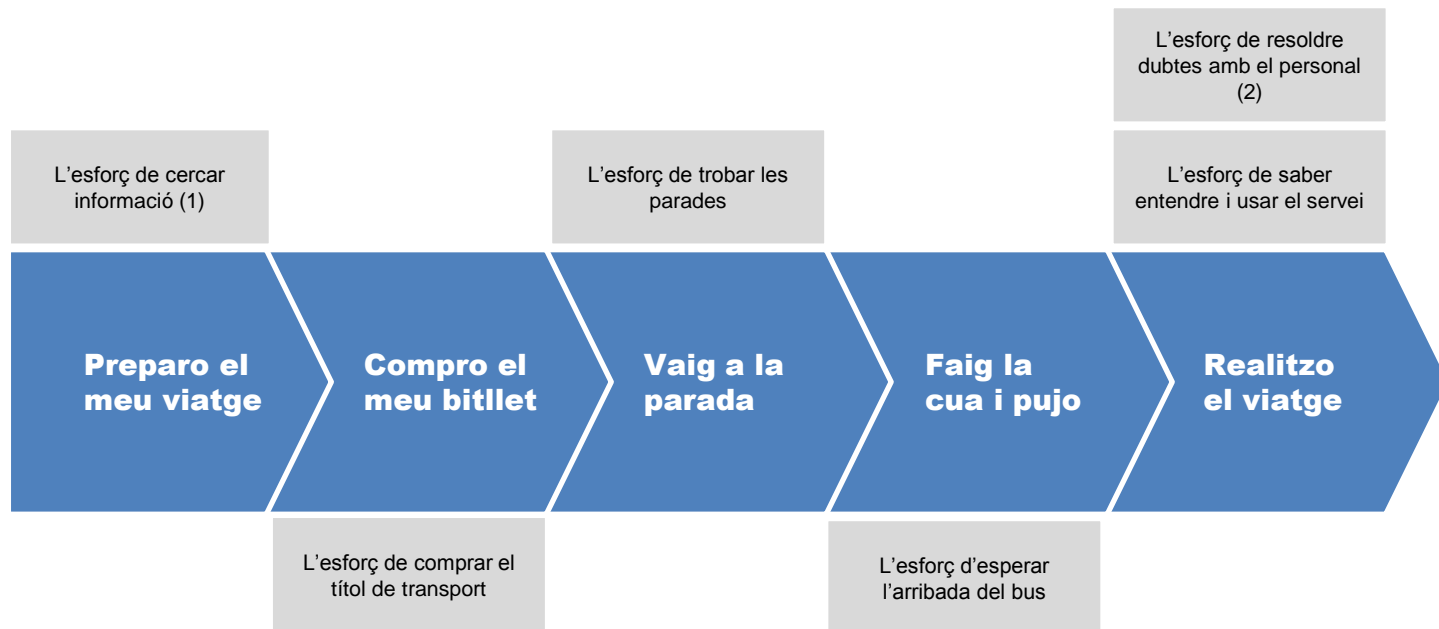 L’esforç de resoldre
dubtes amb el personal
(2)
L’esforç de cercar
informació (1)
L’esforç de trobar les
parades
L’esforç de saber
entendre i usar el servei
Preparo el
meu viatge
Compro el
meu bitllet
Vaig a la
parada
Faig la
cua i pujo
Realitzo
el viatge
L’esforç de comprar el
títol de transport
L’esforç d’esperar
l’arribada del bus